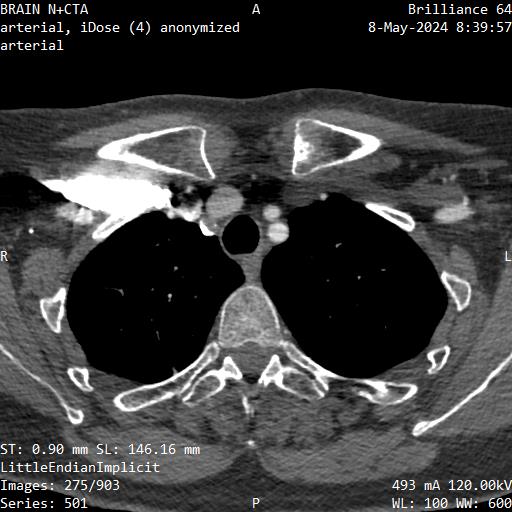 BRAIN N+CTA
A
Brilliance 64
arterial, iDose (4) anonymized
8-May-2024 8:39:57
arterial
R
L
ST: 0.90 mm SL: 146.16 mm
LittleEndianImplicit
Images: 275/903
493 mA 120.00kV
Series: 501
P
WL: 100 WW: 600